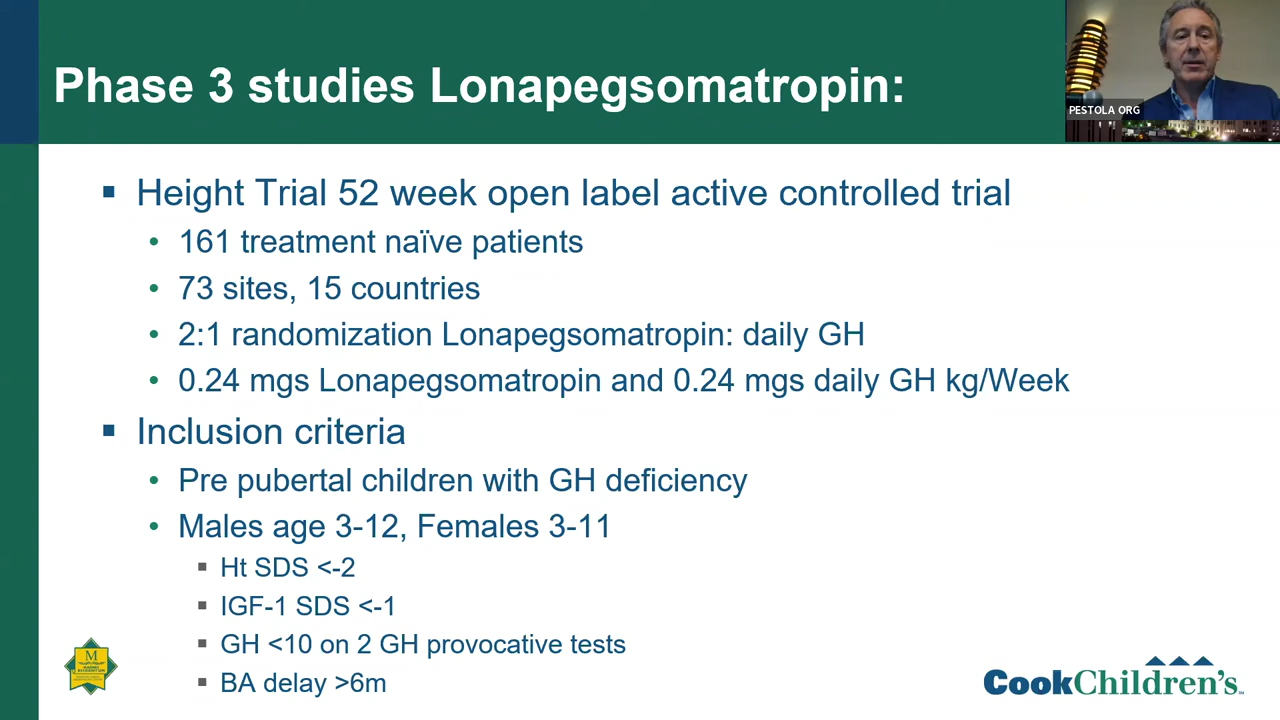 Phase 3 studies Lonapegsomatropin:
PESTOLA ORG
▪ Height Trial 52 week open label active controlled trial
• 161 treatment naïve patients
• 73 sites, 15 countries
• 2:1 randomization Lonapegsomatropin: daily GH
• 0.24 mgs Lonapegsomatropin and 0.24 mgs daily GH kg/Week
▪ Inclusion criteria
• Pre pubertal children with GH deficiency
• Males age 3-12, Females 3-11
▪ Ht SDS <-2
▪ IGF-1 SDS <-1
▪ GH <10 on 2 GH provocative tests
▪ BA delay >6m
M
CookChildren's